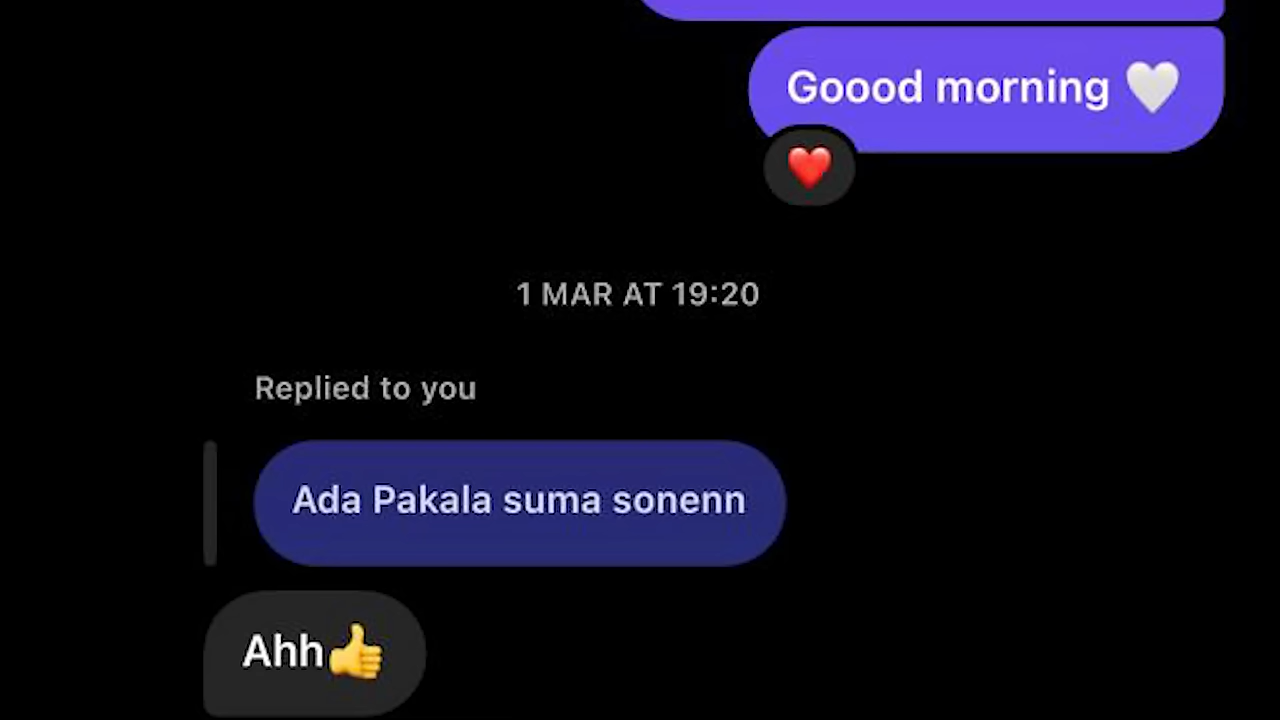 Goood morning 🤍
❤️
1 MAR AT 19:20
Replied to you
Ada Pakala suma sonenn
Ahh👍